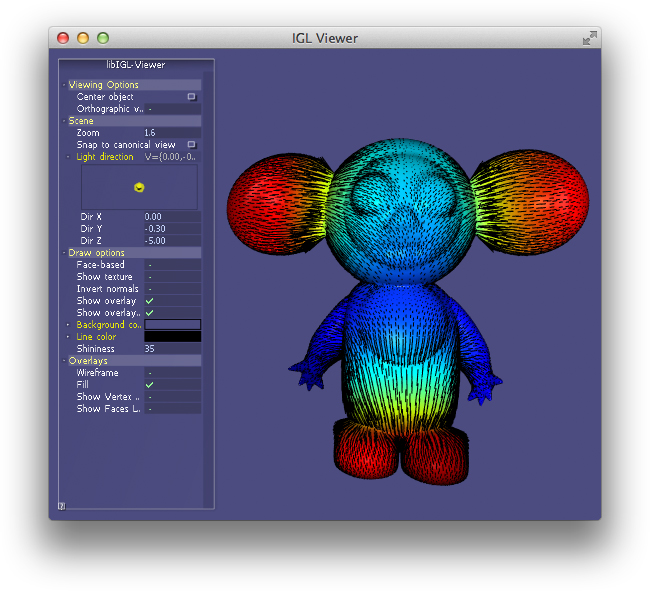 IGL Viewer
libIGL-Viewer
Viewing Options
Center object
Orthographic v.. -
Scene
Zoom 1.6
Snap to canonical view
Light direction V={0.00,-0..
Dir X 0.00
Dir Y -0.30
Dir Z -5.00
Draw options
Face-based -
Show texture -
Invert normals -
Show overlay ✓
Show overlay.. ✓
Background co..
Line color
Shininess 35
Overlays
Wireframe -
Fill ✓
Show Vertex .. -
Show Faces L.. -
?